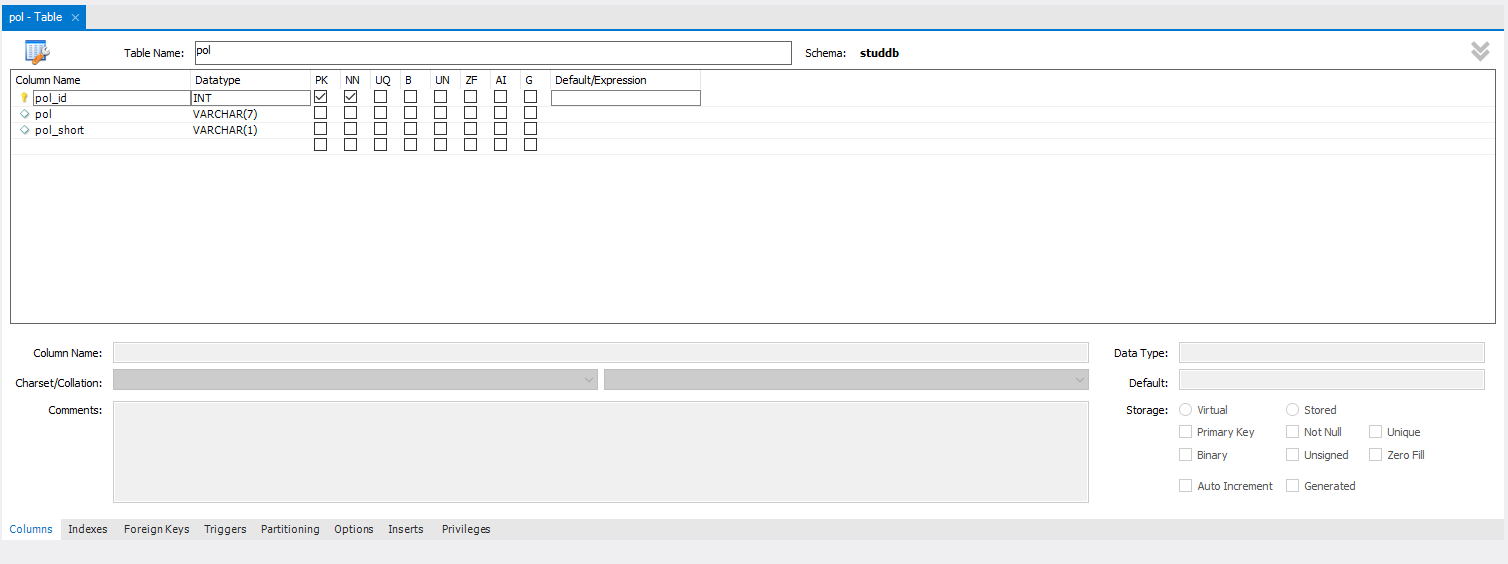 pol - Table
Table Name: pol Schema: studdb
Column Name Datatype PK NN UQ B UN ZF AI G Default/Expression
pol_id INT
pol VARCHAR(7)
pol_short VARCHAR(1)
Column Name: Data Type:
Charset/Collation: Default:
Comments: Storage: Virtual Stored
Primary Key Not Null Unique
Binary Unsigned Zero Fill
Auto Increment Generated
Columns Indexes Foreign Keys Triggers Partitioning Options Inserts Privileges